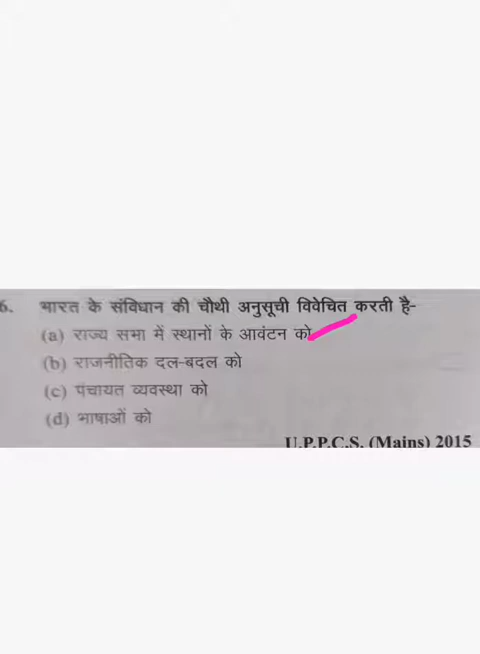 6. भारत के संविधान की चौथी अनुसूची विवेचित करती है-
(a) राज्य सभा में स्थानों के आवंटन को
(b) राजनीतिक दल-बदल को
(c) पंचायत व्यवस्था को
(d) भाषाओं को
U.P.P.C.S. (Mains) 2015